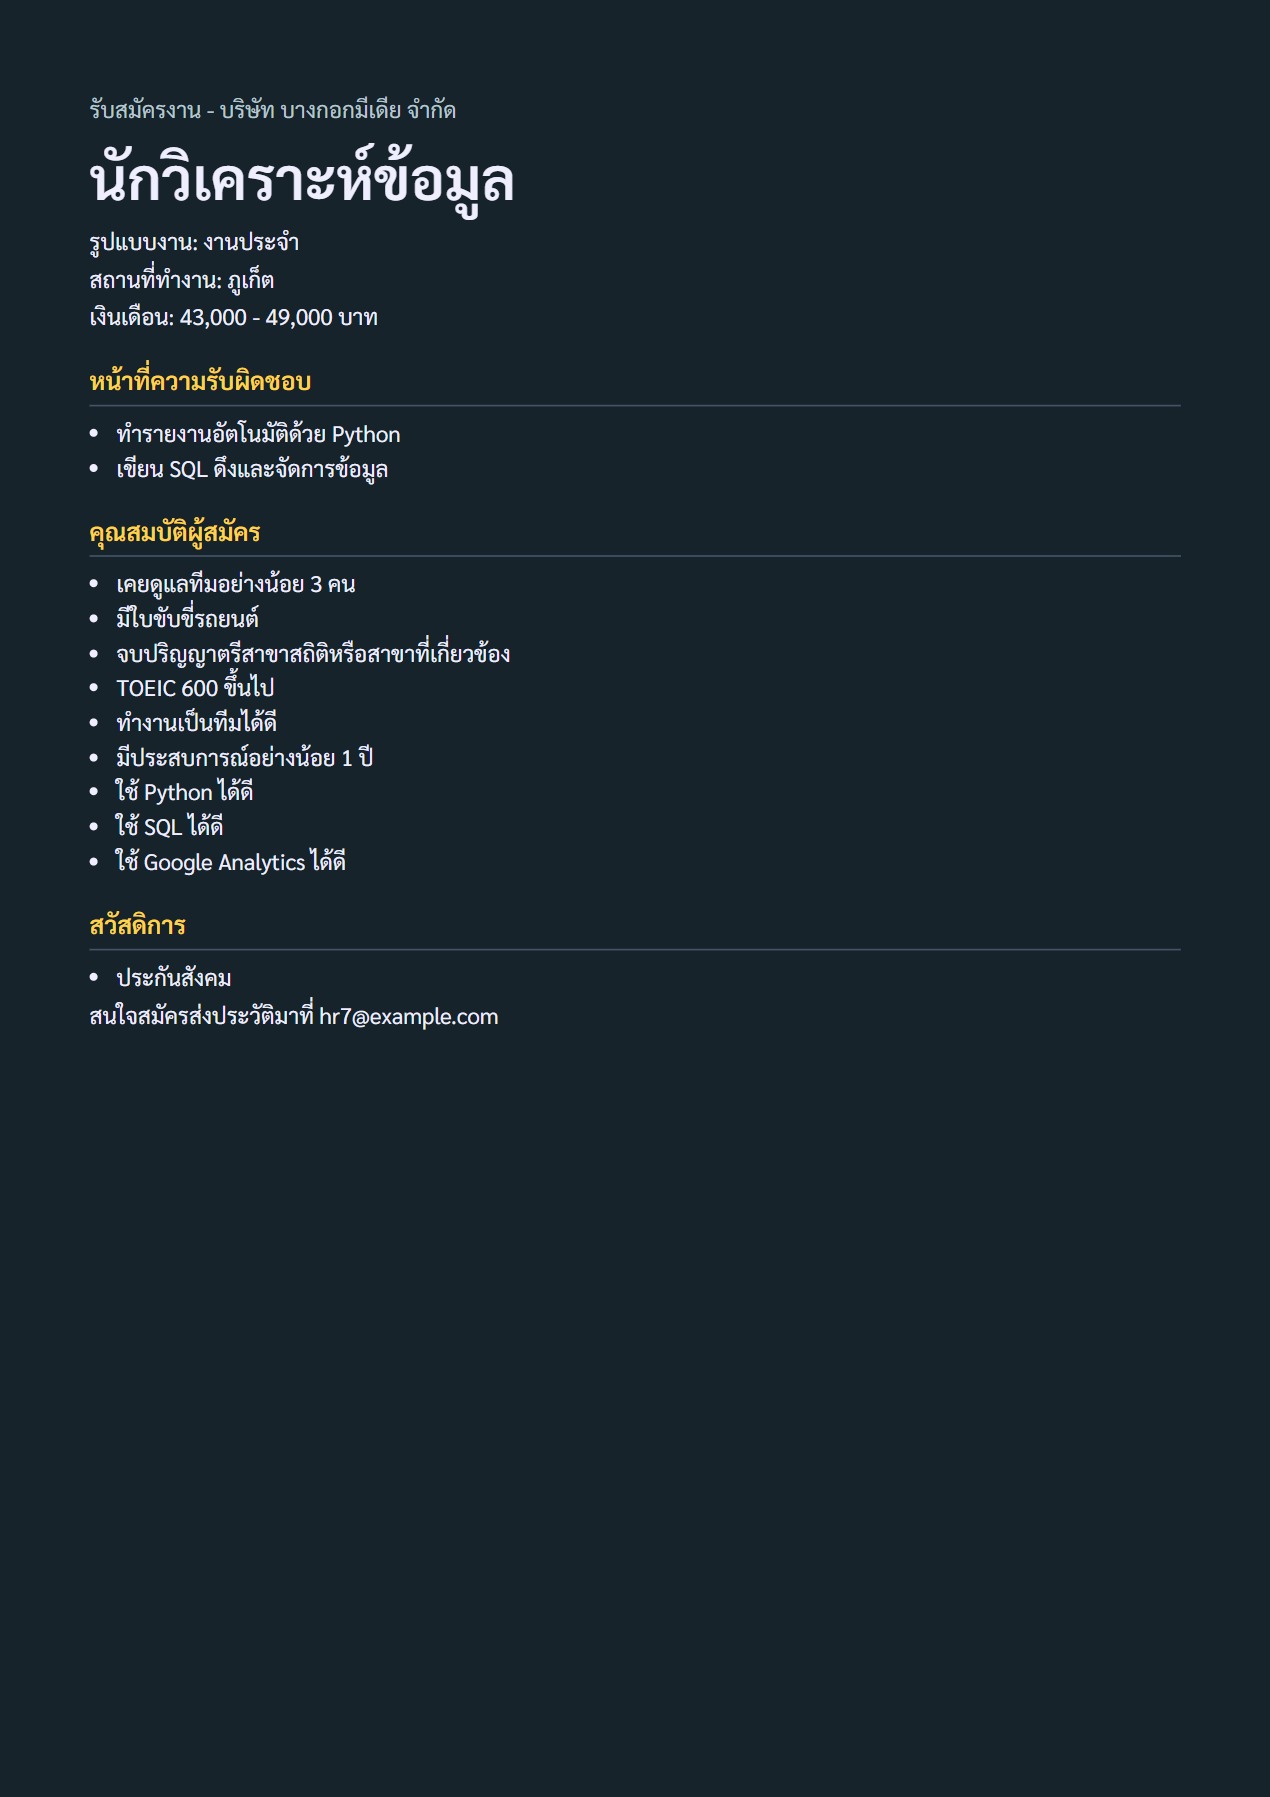 รับสมัครงาน - บริษัท บางกอกมีเดีย จำกัด
นักวิเคราะห์ข้อมูล
รูปแบบงาน: งานประจำ
สถานที่ทำงาน: ภูเก็ต
เงินเดือน: 43,000 - 49,000 บาท
หน้าที่ความรับผิดชอบ
• ทำรายงานอัตโนมัติด้วย Python
• เขียน SQL ดึงและจัดการข้อมูล
คุณสมบัติผู้สมัคร
• เคยดูแลทีมอย่างน้อย 3 คน
• มีใบขับขี่รถยนต์
• จบปริญญาตรีสาขาสถิติหรือสาขาที่เกี่ยวข้อง
• TOEIC 600 ขึ้นไป
• ทำงานเป็นทีมได้ดี
• มีประสบการณ์อย่างน้อย 1 ปี
• ใช้ Python ได้ดี
• ใช้ SQL ได้ดี
• ใช้ Google Analytics ได้ดี
สวัสดิการ
• ประกันสังคม
สนใจสมัครส่งประวัติมาที่ hr7@example.com